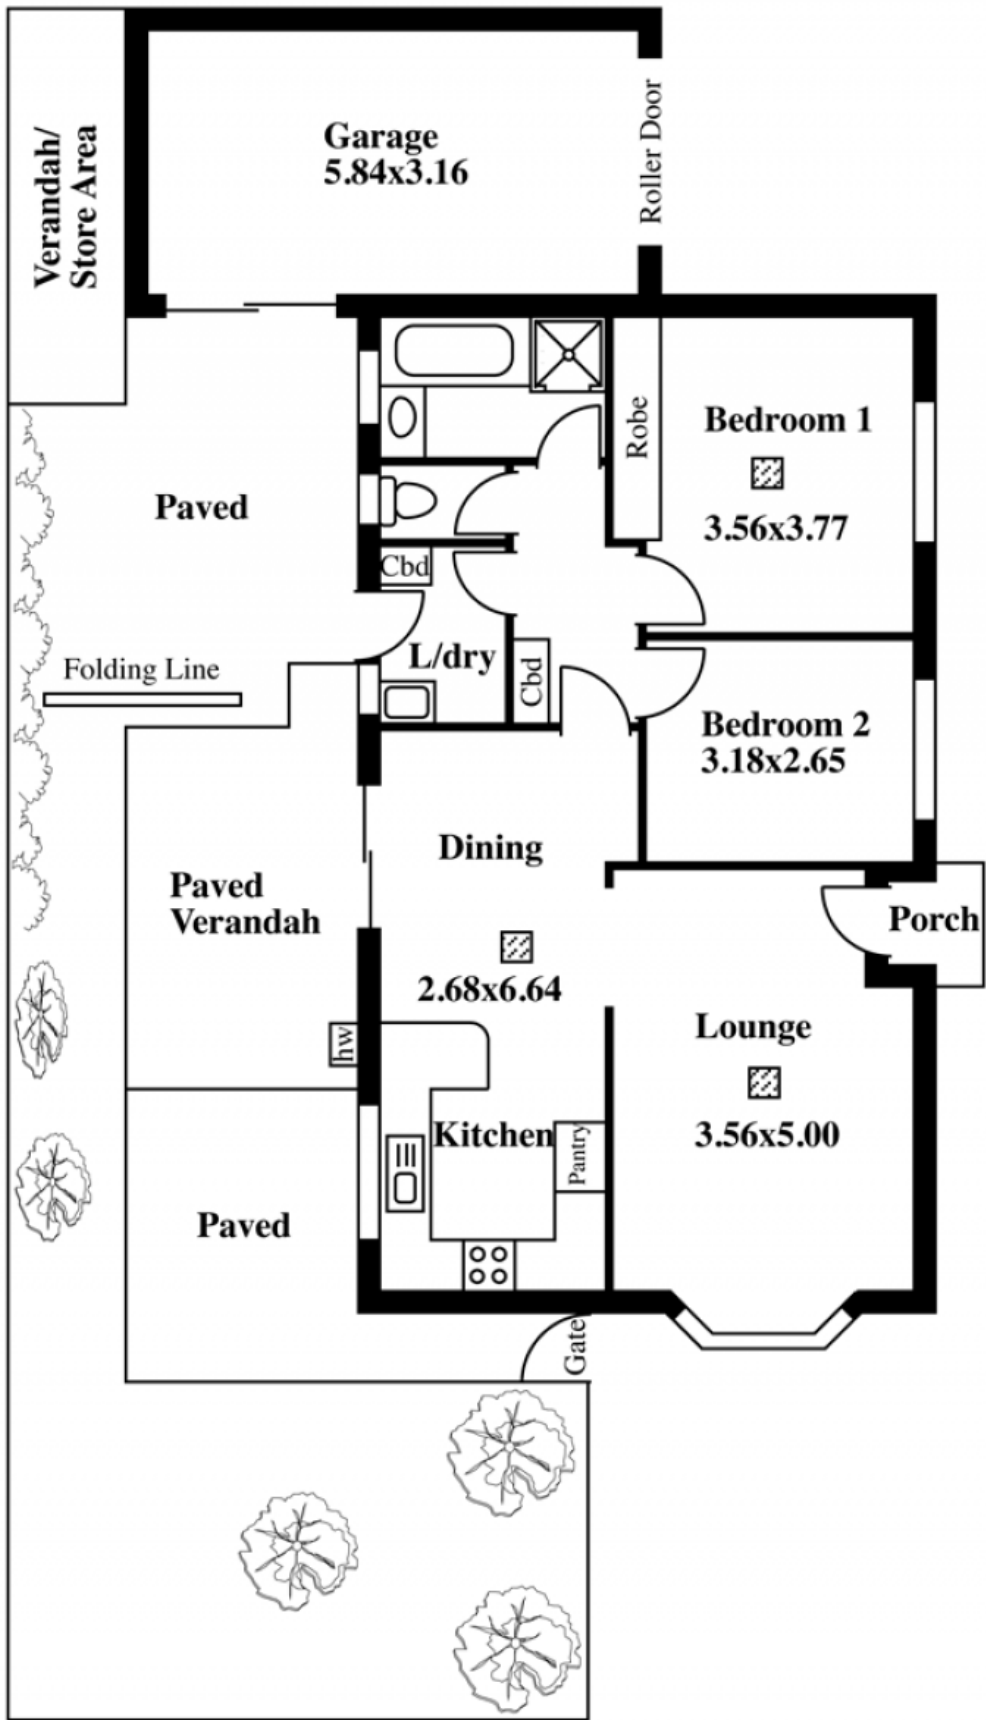 Verandah/
Store Area
Garage
5.84x3.16
Roller Door
Robe
Bedroom 1
3.56x3.77
Paved
Cbd
L/dry
Cbd
Folding Line
Bedroom 2
3.18x2.65
Dining
2.68x6.64
Paved
Verandah
Porch
hw
Lounge
3.56x5.00
Kitchen
Pantry
Paved
Gate